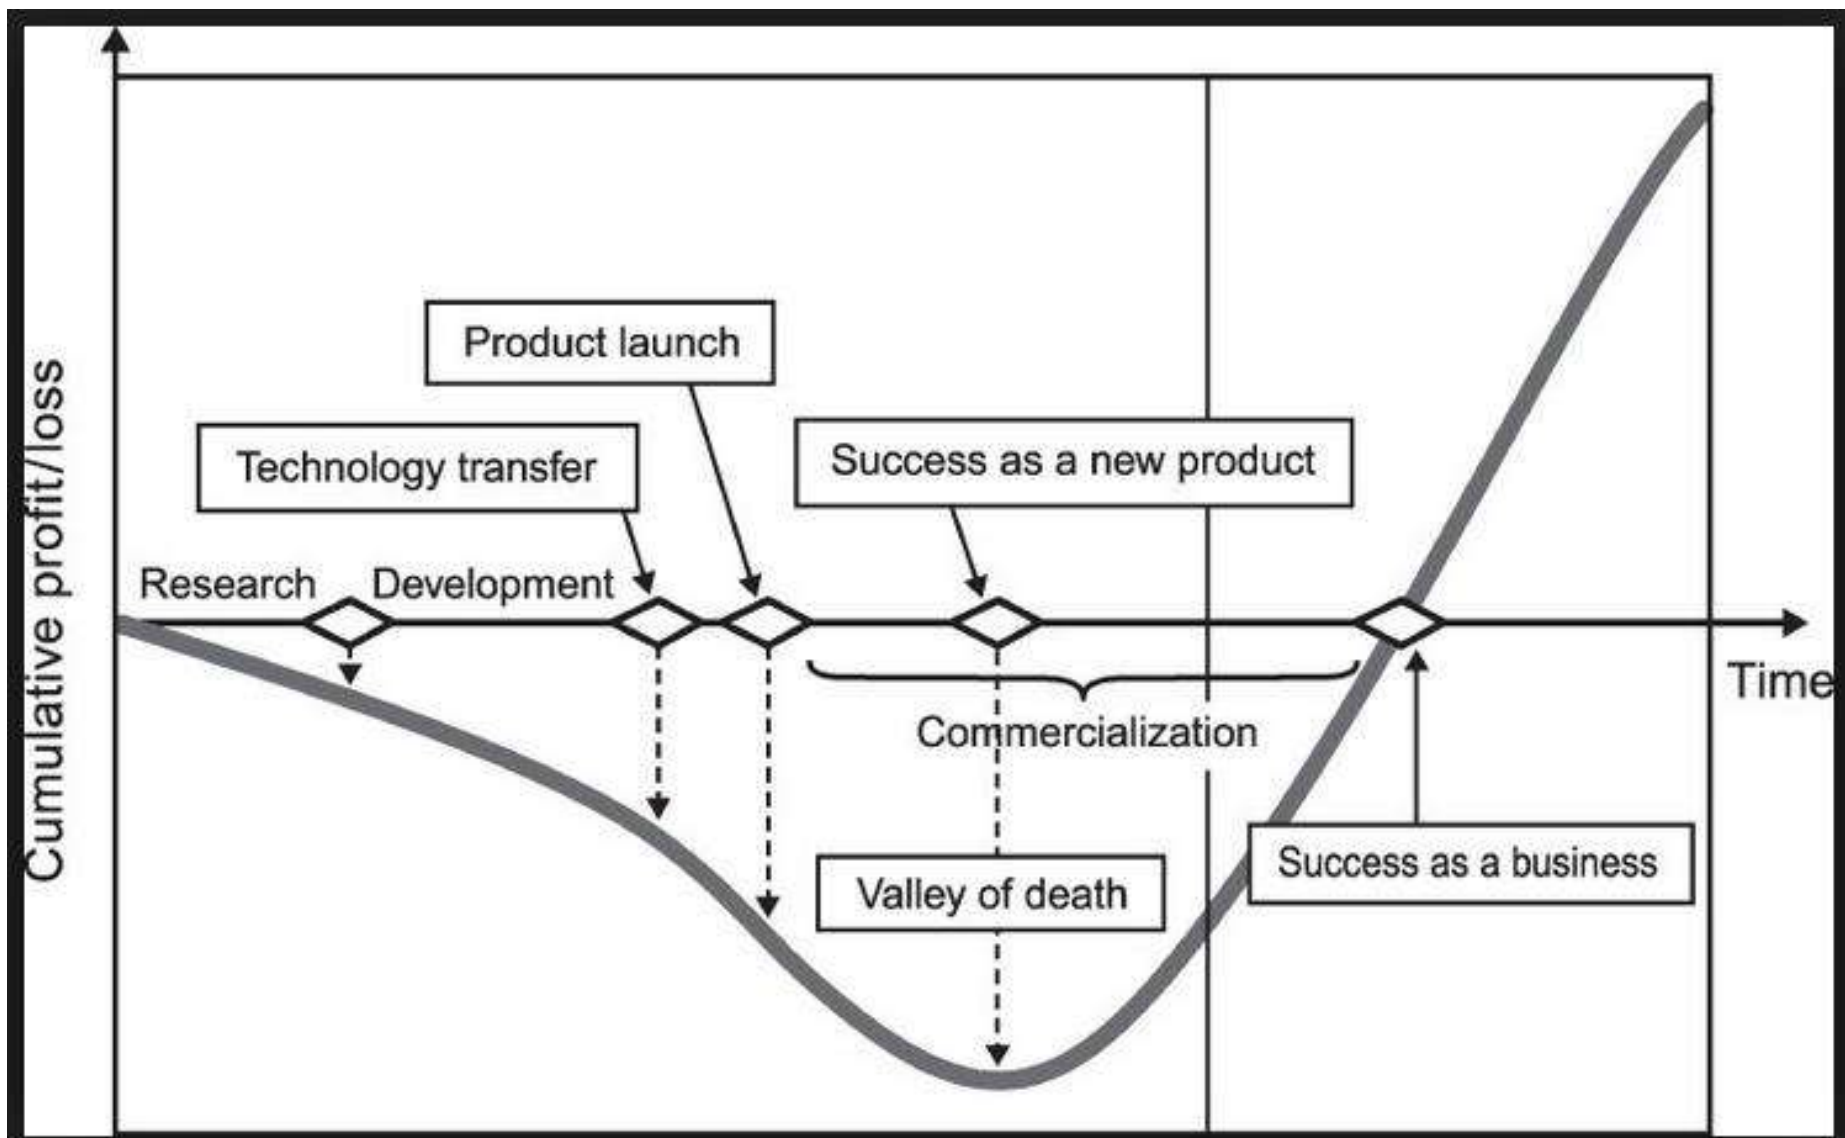 Cumulative profit/loss
Product launch
Technology transfer
Success as a new product
Research
Development
Time
Commercialization
Valley of death
Success as a business